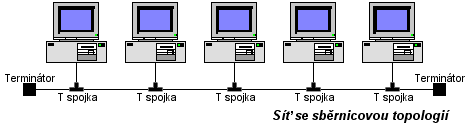 Terminátor Terminátor
T spojka T spojka T spojka T spojka T spojka
Síť se sběrnicovou topologií